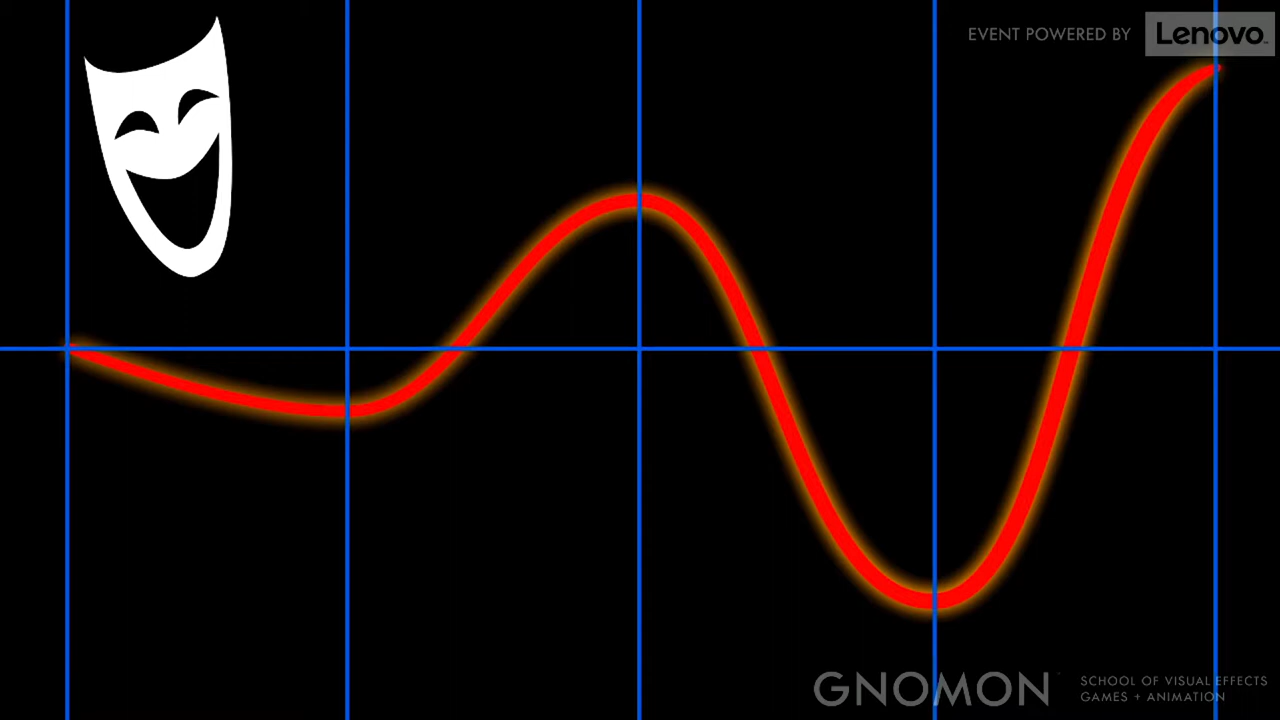 EVENT POWERED BY Lenovo
GNOMON
SCHOOL OF VISUAL EFFECTS
GAMES + ANIMATION